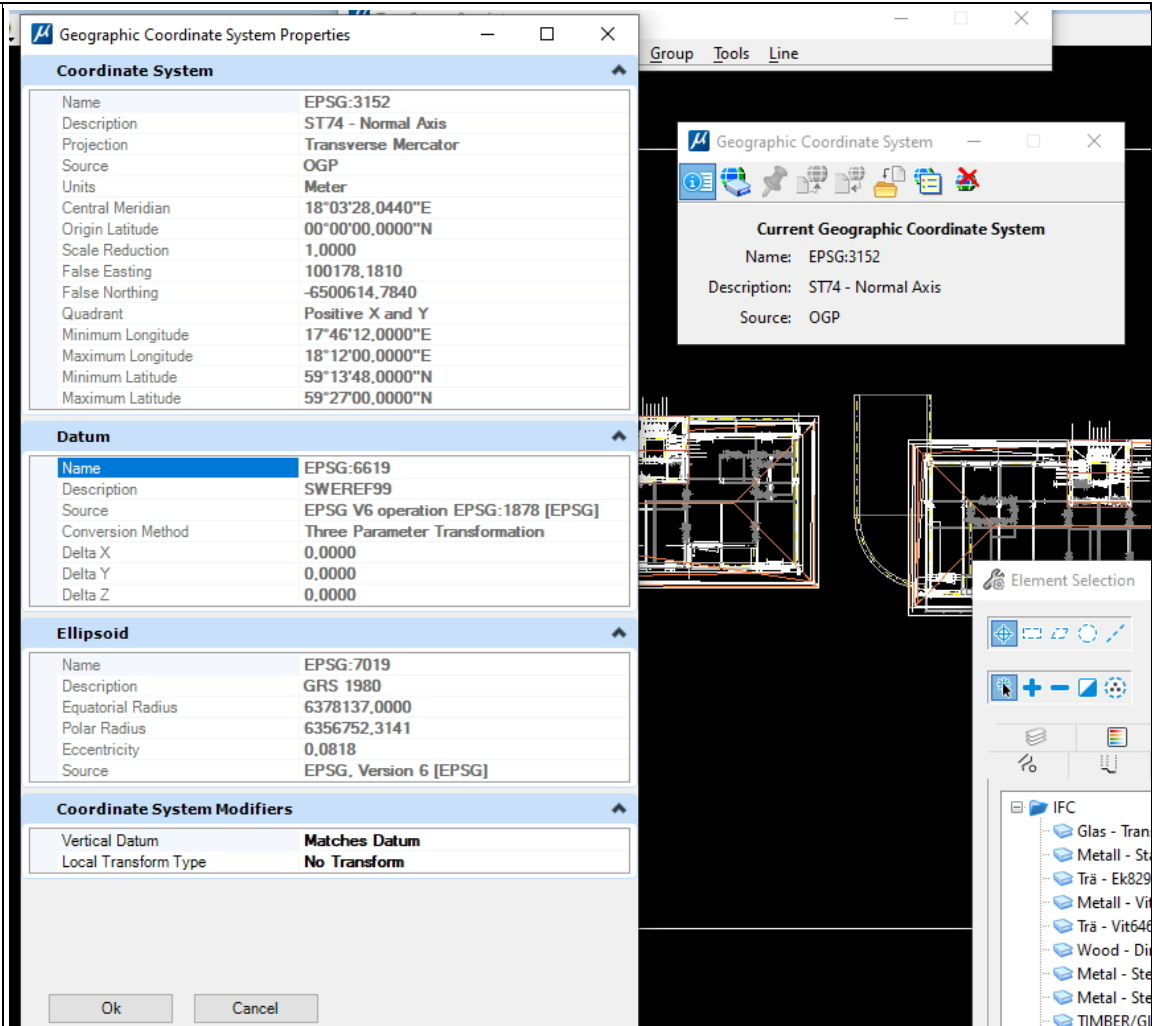 Geographic Coordinate System Properties
Coordinate System
Name EPSG:3152
Description ST74 - Normal Axis
Projection Transverse Mercator
Source OGP
Units Meter
Central Meridian 18°03'28,0440"E
Origin Latitude 00°00'00,0000"N
Scale Reduction 1,0000
False Easting 100178,1810
False Northing -6500614,7840
Quadrant Positive X and Y
Minimum Longitude 17°46'12,0000"E
Maximum Longitude 18°12'00,0000"E
Minimum Latitude 59°13'48,0000"N
Maximum Latitude 59°27'00,0000"N
Datum
Name EPSG:6619
Description SWEREF99
Source EPSG V6 operation EPSG:1878 [EPSG]
Conversion Method Three Parameter Transformation
Delta X 0,0000
Delta Y 0,0000
Delta Z 0,0000
Ellipsoid
Name EPSG:7019
Description GRS 1980
Equatorial Radius 6378137,0000
Polar Radius 6356752,3141
Eccentricity 0,0818
Source EPSG, Version 6 [EPSG]
Coordinate System Modifiers
Vertical Datum Matches Datum
Local Transform Type No Transform
Ok Cancel
Group Tools Line
Geographic Coordinate System
Current Geographic Coordinate System
Name: EPSG:3152
Description: ST74 - Normal Axis
Source: OGP
Element Selection
IFC
Glas - Tran
Metall - Sta
Trä - Ek829
Metall - Vit
Trä - Vit646
Wood - Di
Metal - Ste
Metal - Ste
TIMBER/GL